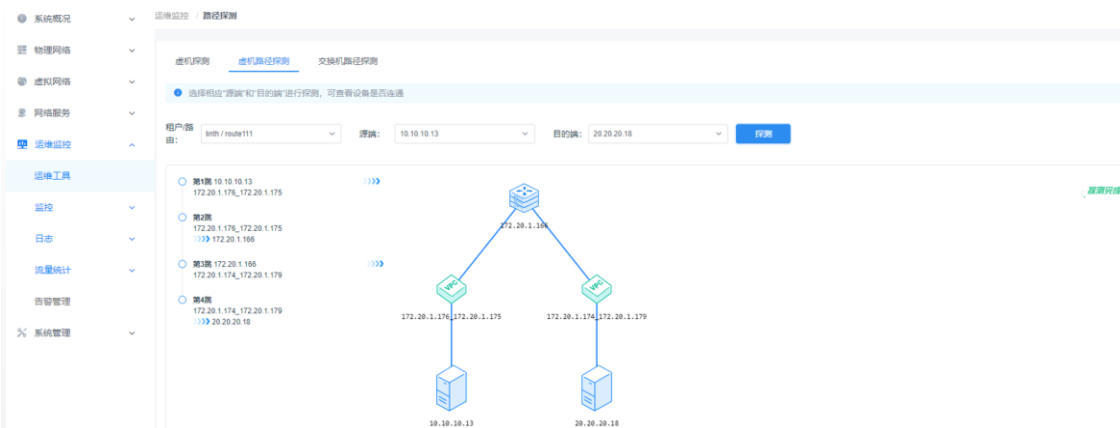 系统概况
物理网络
虚拟网络
网络服务
运维监控
运维工具
监控
日志
流量统计
告警管理
系统管理
运维监控 / 路径探测
虚机探测 虚机路径探测 交换机路径探测
选择相应"源端"和"目的端"进行探测，可查看设备是否连通
租户/路由： linth / route111 源端： 10.10.10.13 目的端： 20.20.20.18 探测
第1跳 10.10.10.13
172.20.1.176_172.20.1.175
第2跳
172.20.1.176_172.20.1.175
172.20.1.166
第3跳 172.20.1.166
172.20.1.174_172.20.1.179
第4跳
172.20.1.174_172.20.1.179
20.20.20.18
探测完成
172.20.1.166
VPC VPC
172.20.1.176_172.20.1.175 172.20.1.174_172.20.1.179
10.10.10.13 20.20.20.18